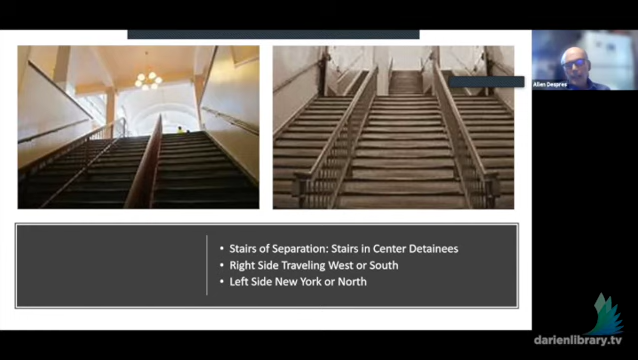 Allen Despres
• Stairs of Separation: Stairs in Center Detainees
• Right Side Traveling West or South
• Left Side New York or North
darienlibrary.tv